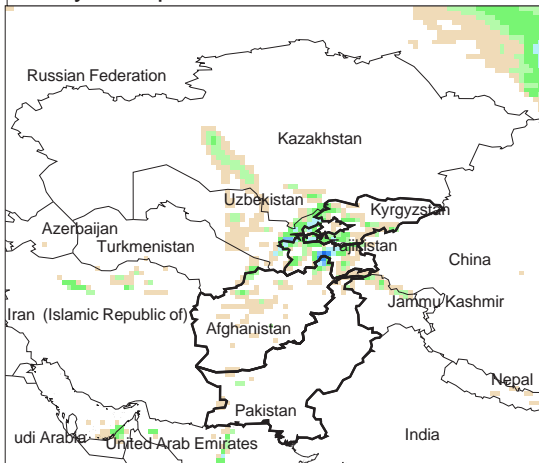 Russian Federation
Kazakhstan
Uzbekistan
Kyrgyzstan
Azerbaijan
Turkmenistan
Tajikistan
China
Jammu/Kashmir
Iran (Islamic Republic of)
Afghanistan
Nepal
Pakistan
udi Arabia
United Arab Emirates
India